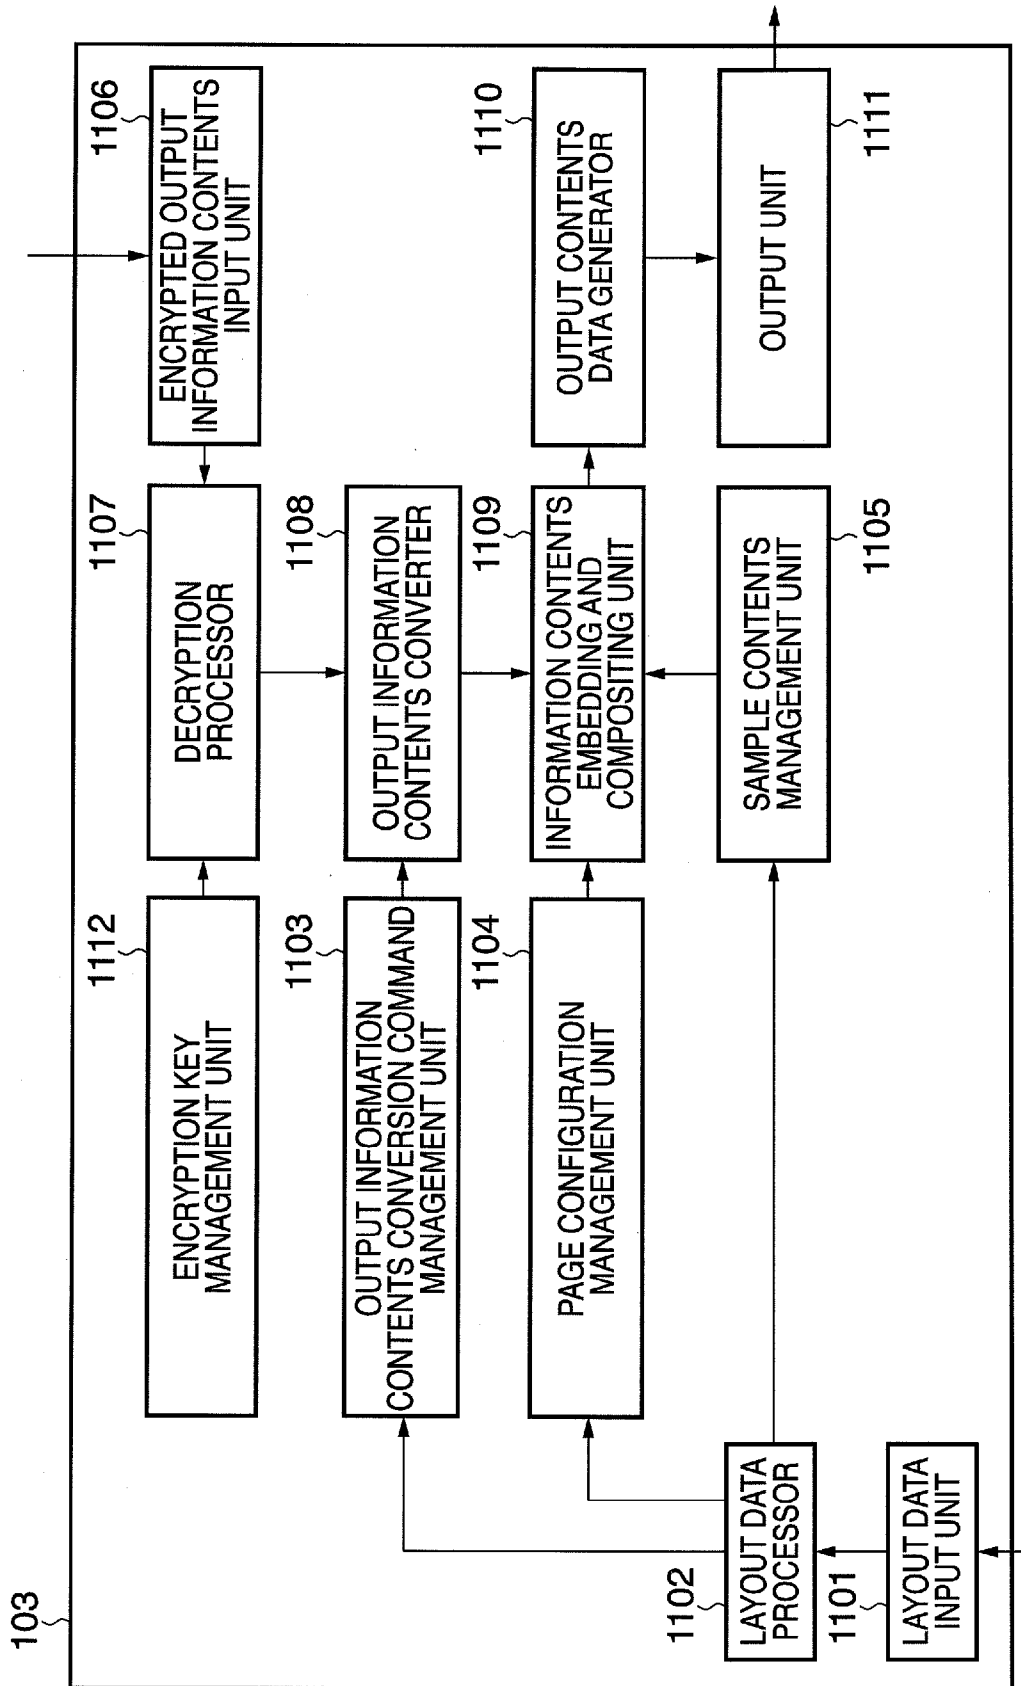 103
1106
ENCRYPTED OUTPUT
INFORMATION CONTENTS
INPUT UNIT
1107
DECRYPTION
PROCESSOR
1112
ENCRYPTION KEY
MANAGEMENT UNIT
1103
OUTPUT INFORMATION
CONTENTS CONVERSION COMMAND
MANAGEMENT UNIT
1108
OUTPUT INFORMATION
CONTENTS CONVERTER
1104
PAGE CONFIGURATION
MANAGEMENT UNIT
1109
INFORMATION CONTENTS
EMBEDDING AND
COMPOSITING UNIT
1110
OUTPUT CONTENTS
DATA GENERATOR
1102
LAYOUT DATA
PROCESSOR
SAMPLE CONTENTS
MANAGEMENT UNIT
1105
OUTPUT UNIT
1111
1101
LAYOUT DATA
INPUT UNIT